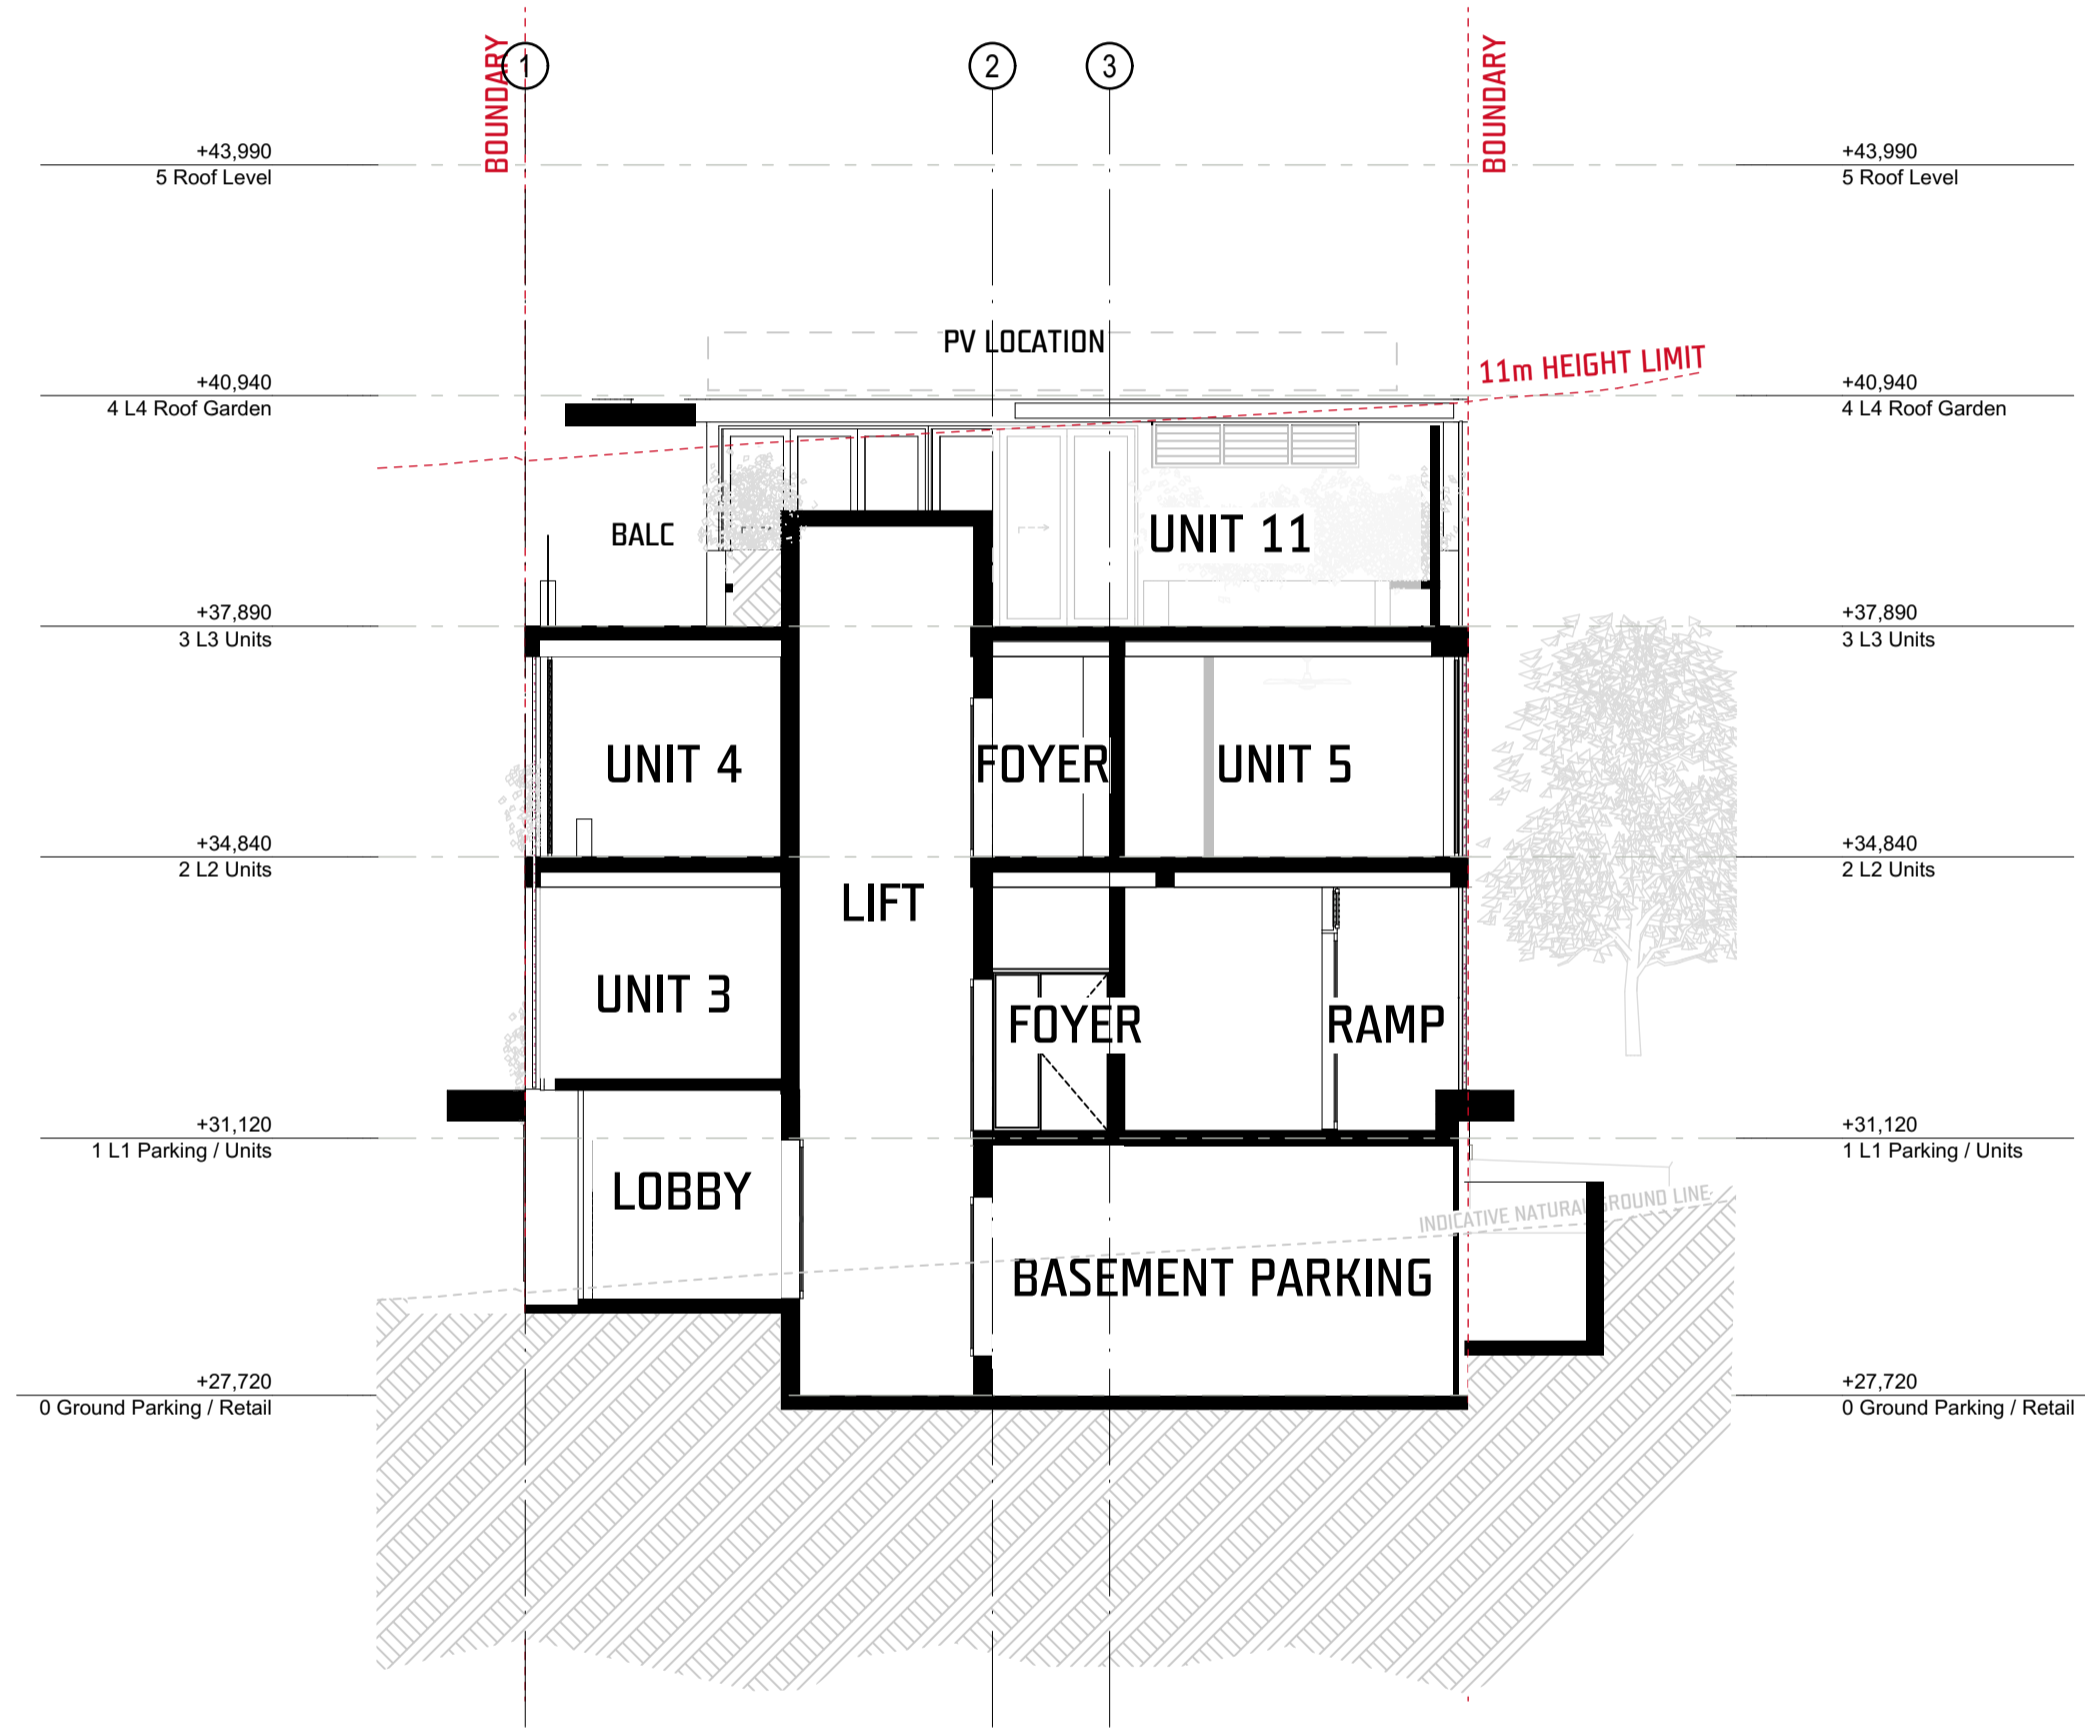 BOUNDARY
1
2
3
BOUNDARY
+43,990
5 Roof Level
+43,990
5 Roof Level
PV LOCATION
11m HEIGHT LIMIT
+40,940
4 L4 Roof Garden
+40,940
4 L4 Roof Garden
BALC
UNIT 11
+37,890
3 L3 Units
+37,890
3 L3 Units
UNIT 4
FOYER
UNIT 5
+34,840
2 L2 Units
+34,840
2 L2 Units
LIFT
UNIT 3
FOYER
RAMP
+31,120
1 L1 Parking / Units
+31,120
1 L1 Parking / Units
LOBBY
INDICATIVE NATURAL GROUND LINE
BASEMENT PARKING
+27,720
0 Ground Parking / Retail
+27,720
0 Ground Parking / Retail